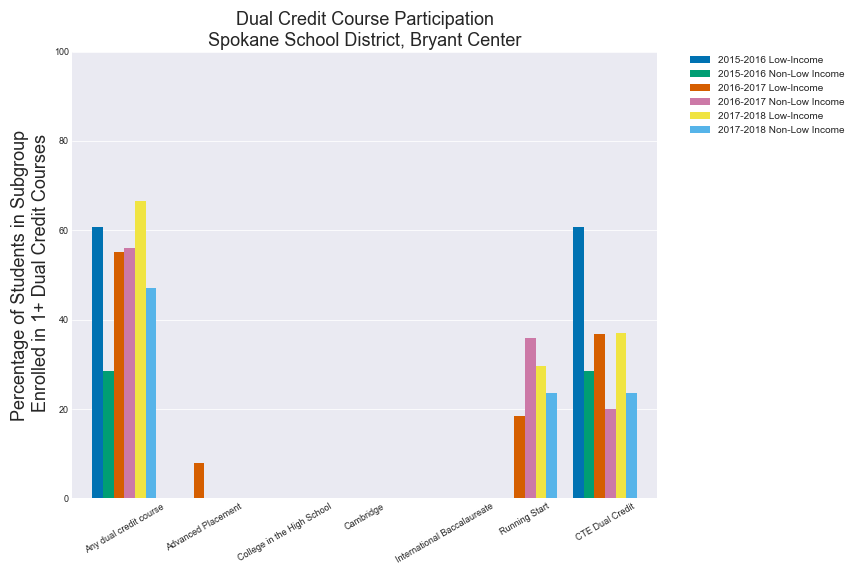 Dual Credit Course Participation
Spokane School District, Bryant Center
Percentage of Students in Subgroup
Enrolled in 1+ Dual Credit Courses
100
80
60
40
20
0
Any dual credit course
Advanced Placement
College in the High School
Cambridge
International Baccalaureate
Running Start
CTE Dual Credit
2015-2016 Low-Income
2015-2016 Non-Low Income
2016-2017 Low-Income
2016-2017 Non-Low Income
2017-2018 Low-Income
2017-2018 Non-Low Income